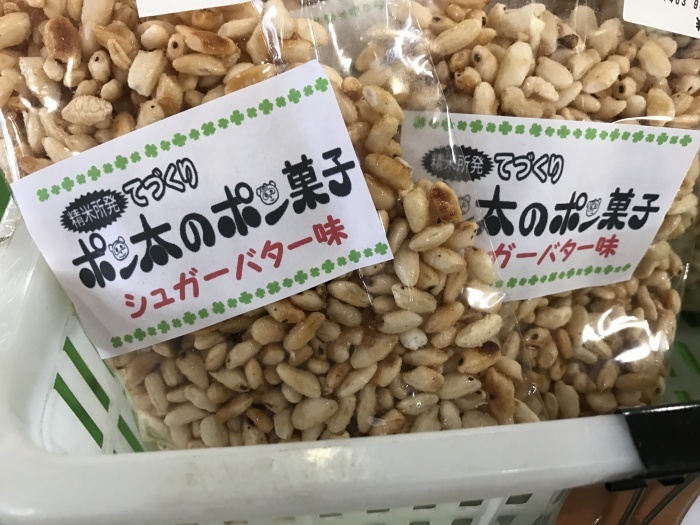 精米所発
てづくり
ポン太のポン菓子
シュガーバター味
精米所発
てづくり
太のポン菓子
ガーバター味